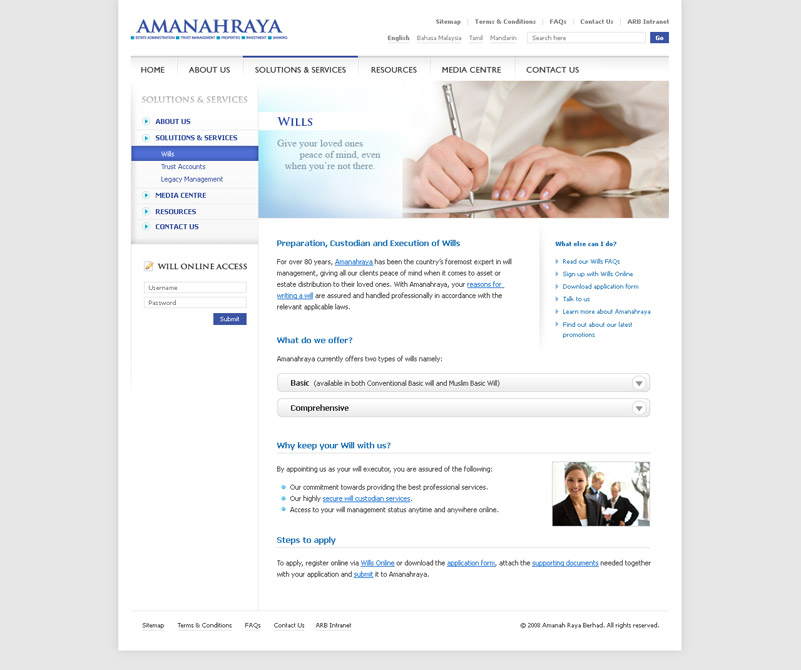 AMANAHRAYA
ESTATE ADMINISTRATION TRUST MANAGEMENT PROPERTIES INVESTMENT BANKING
Sitemap | Terms & Conditions | FAQs | Contact Us | ARB Intranet
English Bahasa Malaysia Tamil Mandarin Search here Go
HOME ABOUT US SOLUTIONS & SERVICES RESOURCES MEDIA CENTRE CONTACT US
SOLUTIONS & SERVICES
ABOUT US
SOLUTIONS & SERVICES
Wills
Trust Accounts
Legacy Management
MEDIA CENTRE
RESOURCES
CONTACT US
WILL ONLINE ACCESS
Username
Password
Submit
WILLS
Give your loved ones
peace of mind, even
when you're not there.
Preparation, Custodian and Execution of Wills
For over 80 years, Amanahraya has been the country's foremost expert in will
management, giving all our clients peace of mind when it comes to asset or
estate distribution to their loved ones. With Amanahraya, your reasons for
writing a will are assured and handled professionally in accordance with the
relevant applicable laws.
What else can I do?
Read our Wills FAQs
Sign up with Wills Online
Download application form
Talk to us
Learn more about Amanahraya
Find out about our latest
promotions
What do we offer?
Amanahraya currently offers two types of wills namely:
Basic (available in both Conventional Basic will and Muslim Basic Will)
Comprehensive
Why keep your Will with us?
By appointing us as your will executor, you are assured of the following:
Our commitment towards providing the best professional services.
Our highly secure will custodian services.
Access to your will management status anytime and anywhere online.
Steps to apply
To apply, register online via Wills Online or download the application form, attach the supporting documents needed together
with your application and submit it to Amanahraya.
Sitemap Terms & Conditions FAQs Contact Us ARB Intranet
© 2008 Amanah Raya Berhad. All rights reserved.